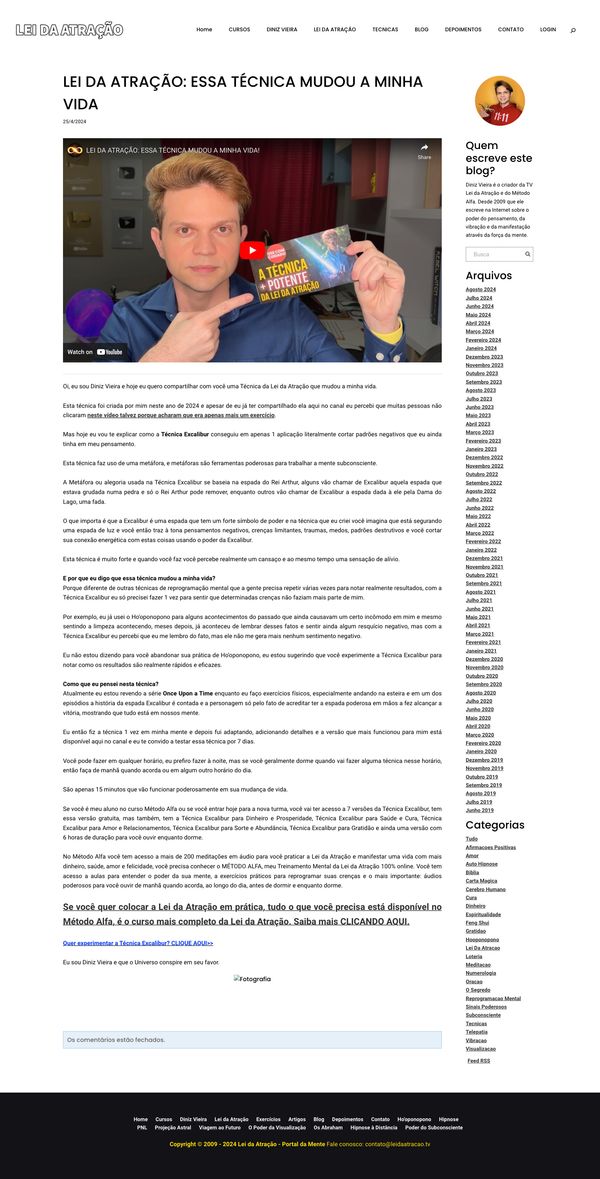 LEI DA ATRAÇÃO
Home CURSOS DINIZ VIEIRA LEI DA ATRAÇÃO TECNICAS BLOG DEPOIMENTOS CONTATO LOGIN
LEI DA ATRAÇÃO: ESSA TÉCNICA MUDOU A MINHA
VIDA
25/4/2024
LEI DA ATRAÇÃO: ESSA TÉCNICA MUDOU A MINHA VIDA!
Share
A TÉCNICA
+ POTENTE
DA LEI DA ATRAÇÃO
Watch on YouTube
Oi, eu sou Diniz Vieira e hoje eu quero compartilhar com você uma Técnica da Lei da Atração que mudou a minha vida.
Esta técnica foi criada por mim neste ano de 2024 e apesar de eu já ter compartilhado ela aqui no canal eu percebi que muitas pessoas não
clicaram neste vídeo talvez porque acharam que era apenas mais um exercício.
Mas hoje eu vou te explicar como a Técnica Excalibur conseguiu em apenas 1 aplicação literalmente cortar padrões negativos que eu ainda
tinha em meu pensamento.
Esta técnica faz uso de uma metáfora, e metáforas são ferramentas poderosas para trabalhar a mente subconsciente.
A Metáfora ou alegoria usada na Técnica Excalibur se baseia na espada do Rei Arthur, alguns vão chamar de Excalibur aquela espada que
estava grudada numa pedra e só o Rei Arthur pode remover, enquanto outros vão chamar de Excalibur a espada dada à ele pela Dama do
Lago, uma fada.
O que importa é que a Excalibur é uma espada que tem um forte símbolo de poder e na técnica que eu criei você imagina que está segurando
uma espada de luz e você então traz à tona pensamentos negativos, crenças limitantes, traumas, medos, padrões destrutivos e você cortar
sua conexão energética com estas coisas usando o poder da Excalibur.
Esta técnica é muito forte e quando você faz você percebe realmente um cansaço e ao mesmo tempo uma sensação de alívio.
E por que eu digo que essa técnica mudou a minha vida?
Porque diferente de outras técnicas de reprogramação mental que a gente precisa repetir várias vezes para notar realmente resultados, com a
Técnica Excalibur eu só precisei fazer 1 vez para sentir que determinadas crenças não faziam mais parte de mim.
Por exemplo, eu já usei o Ho'oponopono para alguns acontecimentos do passado que ainda causavam um certo incômodo em mim e mesmo
sentindo a limpeza acontecendo, meses depois, já aconteceu de lembrar desses fatos e sentir ainda algum resquício negativo, mas com a
Técnica Excalibur eu percebi que eu me lembro do fato, mas ele não me gera mais nenhum sentimento negativo.
Eu não estou dizendo para você abandonar sua prática de Ho'oponopono, eu estou sugerindo que você experimente a Técnica Excalibur para
notar como os resultados são realmente rápidos e eficazes.
Como que eu pensei nesta técnica?
Atualmente eu estou revendo a série Once Upon a Time enquanto eu faço exercícios físicos, especialmente andando na esteira e em um dos
episódios a história da espada Excalibur é contada e a personagem só pelo fato de acreditar ter a espada poderosa em mãos a fez alcançar a
vitória, mostrando que tudo está em nossos mente.
Eu então fiz a técnica 1 vez em minha mente e depois fui adaptando, adicionando detalhes e a versão que mais funcionou para mim está
disponível aqui no canal e eu te convido a testar essa técnica por 7 dias.
Você pode fazer em qualquer horário, eu prefiro fazer à noite, mas se você geralmente dorme quando vai fazer alguma técnica nesse horário,
então faça de manhã quando acorda ou em algum outro horário do dia.
São apenas 15 minutos que vão funcionar poderosamente em sua mudança de vida.
Se você é meu aluno no curso Método Alfa ou se você entrar hoje para a nova turma, você vai ter acesso a 7 versões da Técnica Excalibur, tem
essa versão gratuita, mas também, tem a Técnica Excalibur para Dinheiro e Prosperidade, Técnica Excalibur para Saúde e Cura, Técnica
Excalibur para Amor e Relacionamentos, Técnica Excalibur para Sorte e Abundância, Técnica Excalibur para Gratidão e ainda uma versão com
6 horas de duração para você ouvir enquanto dorme.
No Método Alfa você tem acesso a mais de 200 meditações em áudio para você praticar a Lei da Atração e manifestar uma vida com mais
dinheiro, saúde, amor e felicidade, você precisa conhecer o MÉTODO ALFA, meu Treinamento Mental da Lei da Atração 100% online. Você tem
acesso a aulas para entender o poder da sua mente, a exercícios práticos para reprogramar suas crenças e o mais importante: áudios
poderosos para você ouvir de manhã quando acorda, ao longo do dia, antes de dormir e enquanto dorme.
Se você quer colocar a Lei da Atração em prática, tudo o que você precisa está disponível no
Método Alfa, é o curso mais completo da Lei da Atração. Saiba mais CLICANDO AQUI.
Quer experimentar a Técnica Excalibur? CLIQUE AQUI>>
Eu sou Diniz Vieira e que o Universo conspire em seu favor.
Fotografia
Os comentários estão fechados.
11:11
Quem
escreve este
blog?
Diniz Vieira é o criador da TV
Lei da Atração e do Método
Alfa. Desde 2009 que ele
escreve na Internet sobre o
poder do pensamento, da
vibração e da manifestação
através da força da mente.
Busca
Arquivos
Agosto 2024
Julho 2024
Junho 2024
Maio 2024
Abril 2024
Março 2024
Fevereiro 2024
Janeiro 2024
Dezembro 2023
Novembro 2023
Outubro 2023
Setembro 2023
Agosto 2023
Julho 2023
Junho 2023
Maio 2023
Abril 2023
Março 2023
Fevereiro 2023
Janeiro 2023
Dezembro 2022
Novembro 2022
Outubro 2022
Setembro 2022
Agosto 2022
Julho 2022
Junho 2022
Maio 2022
Abril 2022
Março 2022
Fevereiro 2022
Janeiro 2022
Dezembro 2021
Novembro 2021
Outubro 2021
Setembro 2021
Agosto 2021
Julho 2021
Junho 2021
Maio 2021
Abril 2021
Março 2021
Fevereiro 2021
Janeiro 2021
Dezembro 2020
Novembro 2020
Outubro 2020
Setembro 2020
Agosto 2020
Julho 2020
Junho 2020
Maio 2020
Abril 2020
Março 2020
Fevereiro 2020
Janeiro 2020
Dezembro 2019
Novembro 2019
Outubro 2019
Setembro 2019
Agosto 2019
Julho 2019
Junho 2019
Categorias
Tudo
Afirmacoes Positivas
Amor
Auto Hipnose
Biblia
Carta Magica
Cerebro Humano
Cura
Dinheiro
Espiritualidade
Feng Shui
Gratidao
Hooponopono
Lei Da Atracao
Loteria
Meditacao
Numerologia
Oracao
O Segredo
Reprogramacao Mental
Sinais Poderosos
Subconsciente
Tecnicas
Telepatia
Vibracao
Visualizacao
Feed RSS
Home Cursos Diniz Vieira Lei da Atração Exercícios Artigos Blog Depoimentos Contato Ho'oponopono Hipnose
PNL Projeção Astral Viagem ao Futuro O Poder da Visualização Os Abraham Hipnose à Distância Poder do Subconsciente
Copyright © 2009 - 2024 Lei da Atração - Portal da Mente Fale conosco: contato@leidaatracao.tv